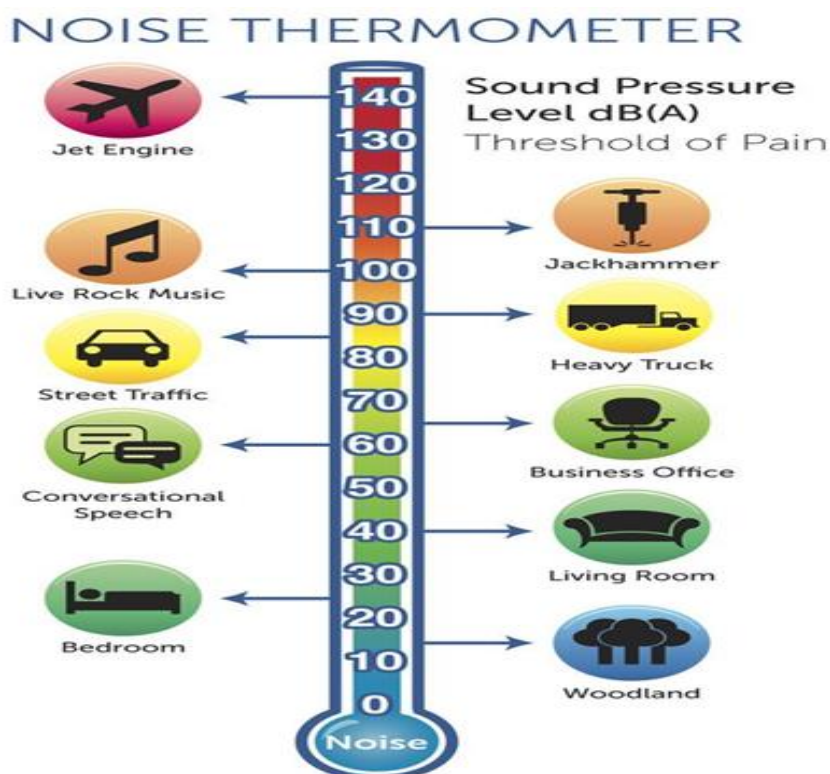 NOISE THERMOMETER
Sound Pressure
Level dB(A)
Threshold of Pain
140
130
120
110
100
90
80
70
60
50
40
30
20
10
0
Noise
Jet Engine
Live Rock Music
Street Traffic
Conversational
Speech
Bedroom
Jackhammer
Heavy Truck
Business Office
Living Room
Woodland